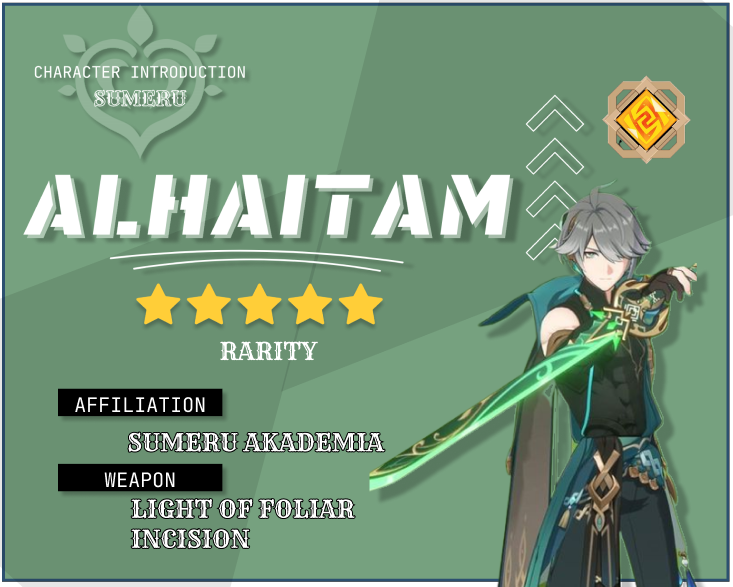 CHARACTER INTRODUCTION
SUMERU
ALHAITAM
RARITY
AFFILIATION
SUMERU AKADEMIA
WEAPON
LIGHT OF FOLIAR
INCISION